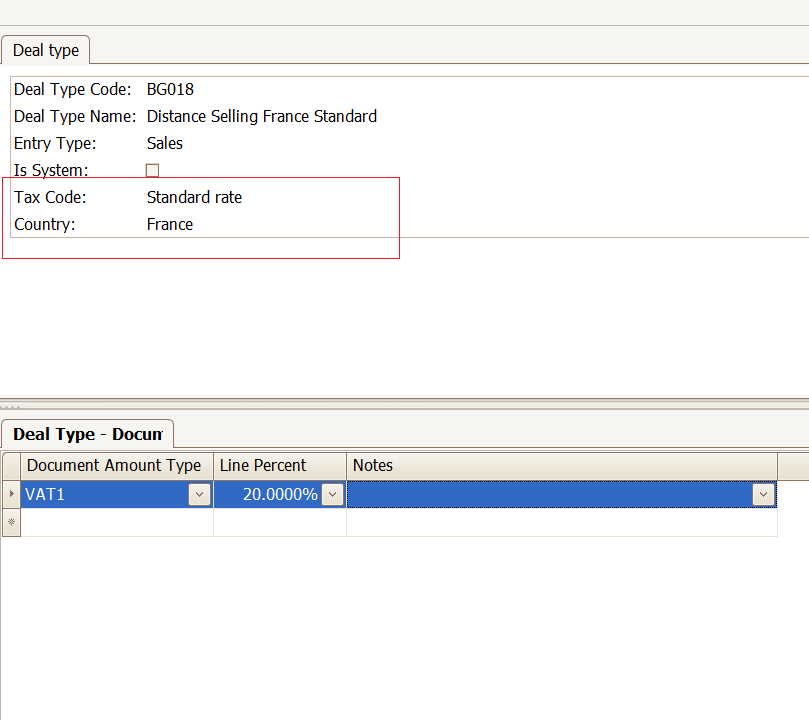 Deal type
Deal Type Code: BG018
Deal Type Name: Distance Selling France Standard
Entry Type: Sales
Is System:
Tax Code: Standard rate
Country: France
Deal Type - Docum
Document Amount Type Line Percent Notes
VAT1 20.0000%